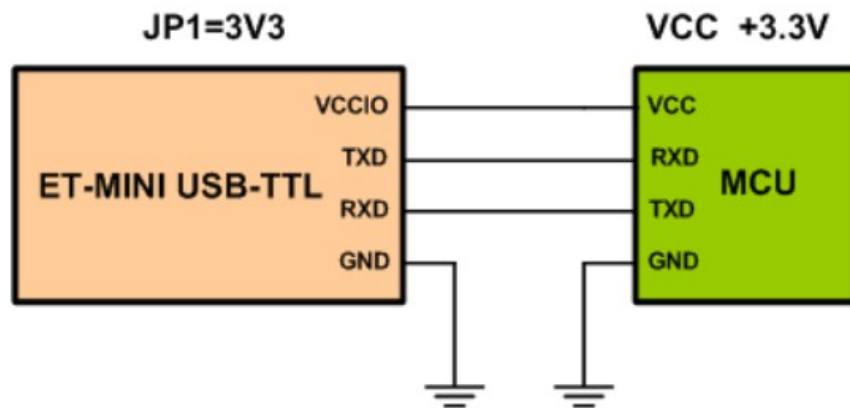 JP1=3V3
VCC +3.3V
ET-MINI USB-TTL
VCCIO
TXD
RXD
GND
VCC
RXD
TXD
GND
MCU